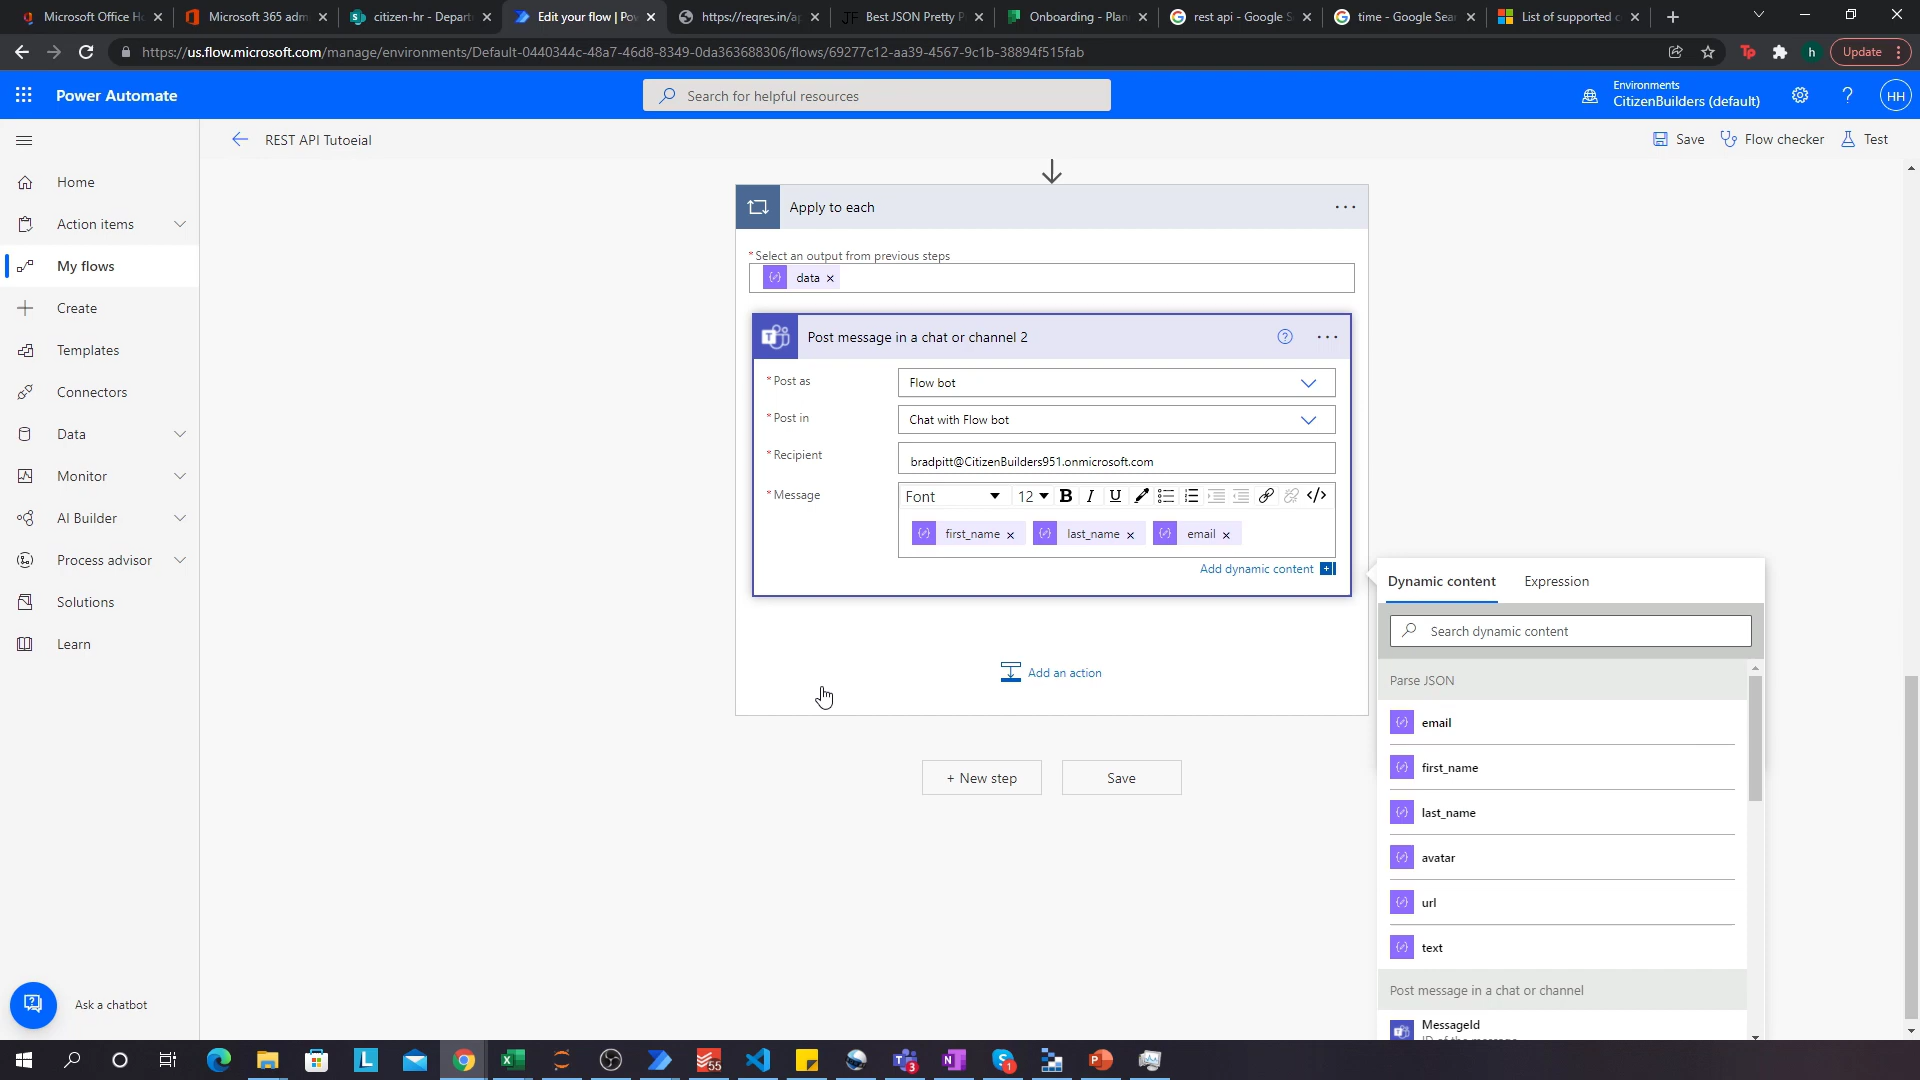 Microsoft Office H
Microsoft 365 adm
citizen-hr - Depart
Edit your flow | Po
https://reqres.in/ap
Best JSON Pretty P
Onboarding - Plan
rest api - Google S
time - Google Sea
List of supported c
https://us.flow.microsoft.com/manage/environments/Default-0440344c-48a7-46d8-8349-0da363688306/flows/69277c12-aa39-4567-9c1b-38894f515fab
h
Update
Power Automate
Search for helpful resources
Environments
CitizenBuilders (default)
?
HH
REST API Tutoeial
Save
Flow checker
Test
Home
Action items
My flows
Create
Templates
Connectors
Data
Monitor
AI Builder
Process advisor
Solutions
Learn
Ask a chatbot
Apply to each
* Select an output from previous steps
data
Post message in a chat or channel 2
* Post as
Flow bot
* Post in
Chat with Flow bot
* Recipient
bradpitt@CitizenBuilders951.onmicrosoft.com
* Message
Font
12
B I U
first_name
last_name
email
Add dynamic content
Add an action
+ New step
Save
Dynamic content
Expression
Search dynamic content
Parse JSON
email
first_name
last_name
avatar
url
text
Post message in a chat or channel
MessageId
55
3
1